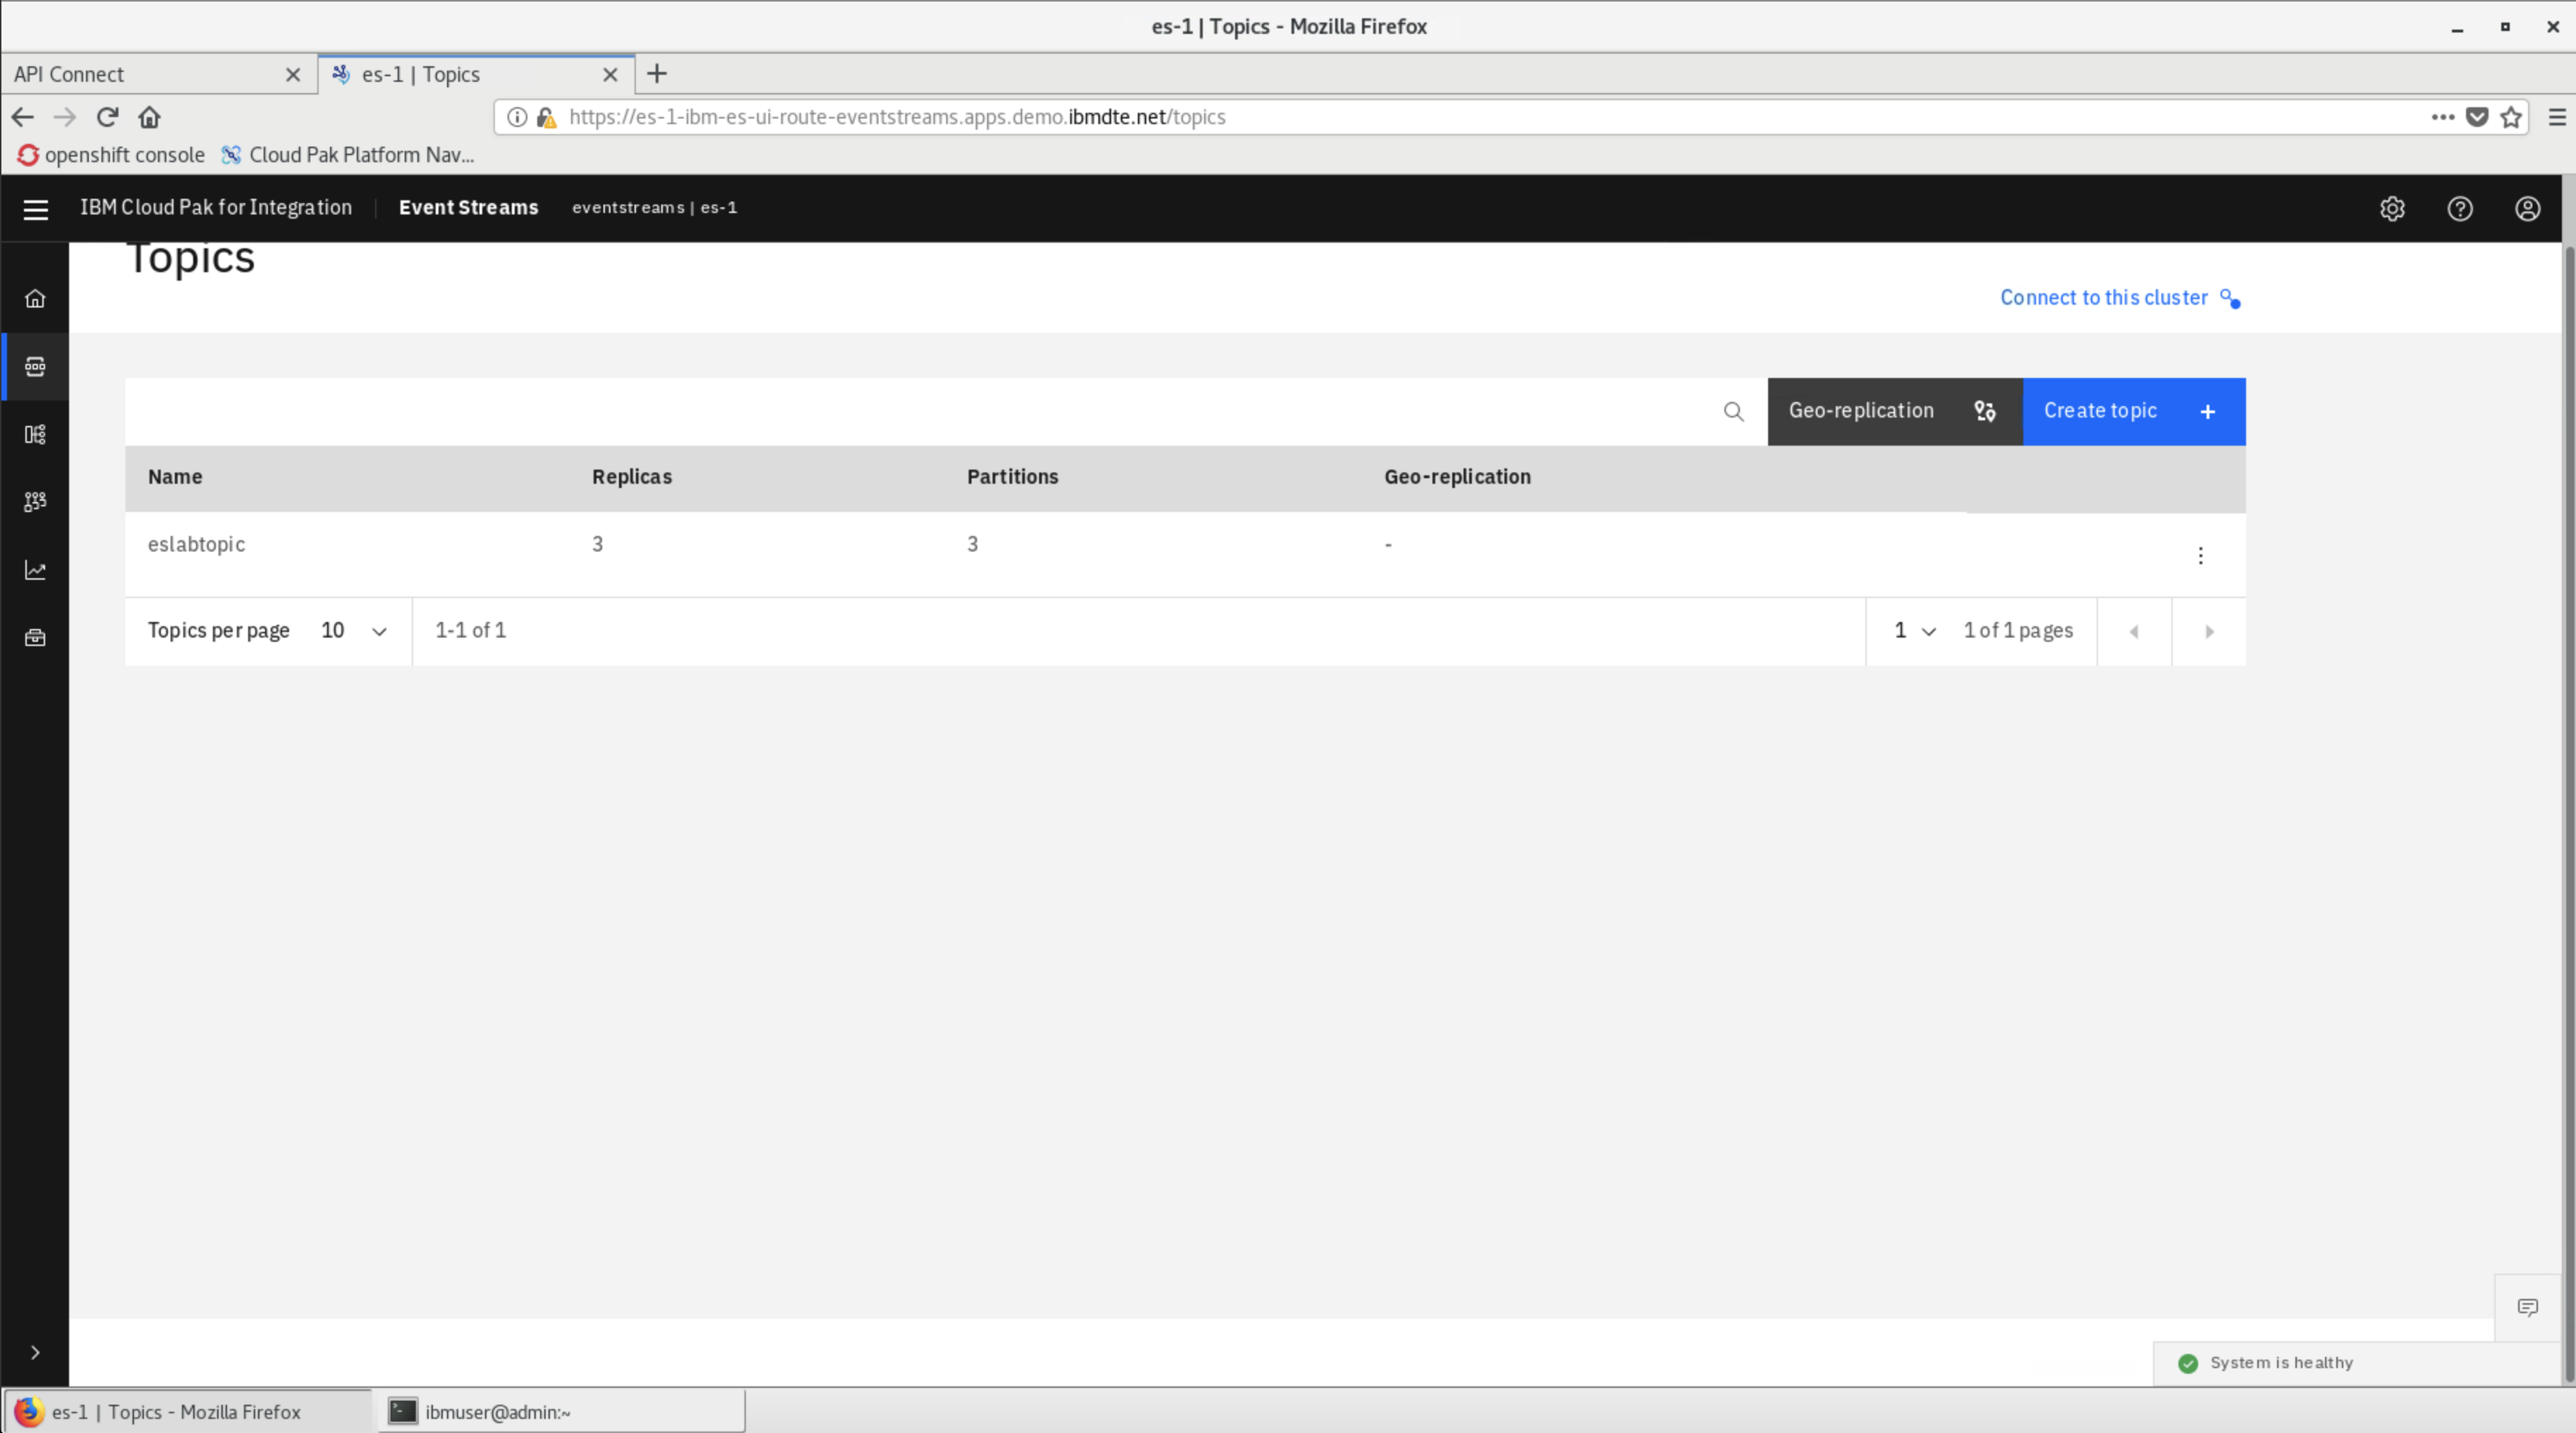 es-1 | Topics - Mozilla Firefox
API Connect
es-1 | Topics
https://es-1-ibm-es-ui-route-eventstreams.apps.demo.ibmdte.net/topics
openshift console
Cloud Pak Platform Nav...
IBM Cloud Pak for Integration
Event Streams
eventstreams | es-1
Topics
Connect to this cluster
Geo-replication
Create topic
Name Replicas Partitions Geo-replication
eslabtopic 3 3 -
Topics per page 10 1-1 of 1 1 1 of 1 pages
System is healthy
es-1 | Topics - Mozilla Firefox
ibmuser@admin:~